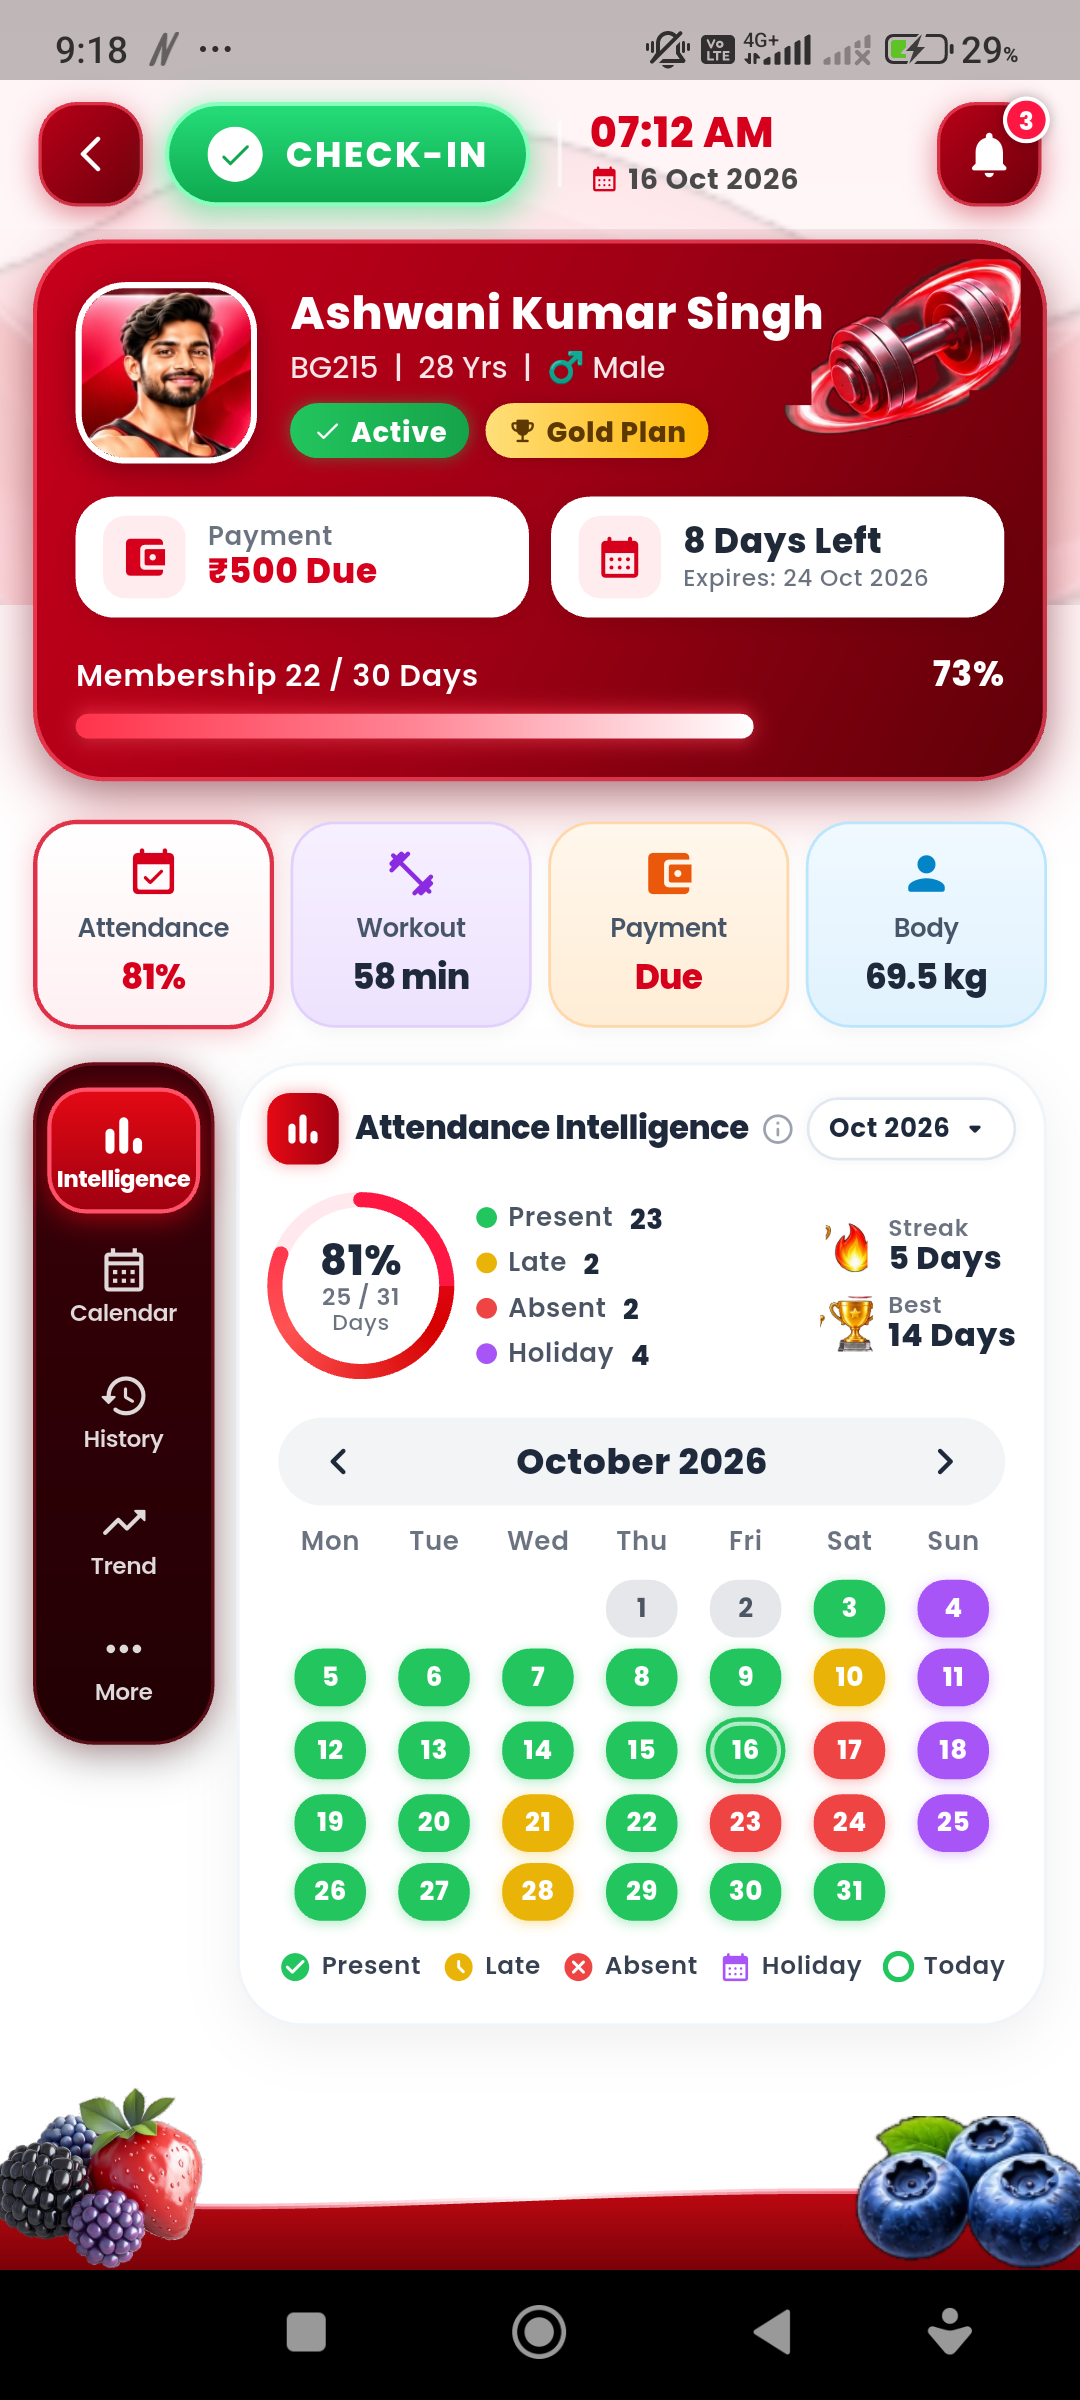 9:18
Vo LTE 4G+ 29%
CHECK-IN
07:12 AM
16 Oct 2026
3
Ashwani Kumar Singh
BG215 | 28 Yrs | Male
Active
Gold Plan
Payment
₹500 Due
8 Days Left
Expires: 24 Oct 2026
Membership 22 / 30 Days
73%
Attendance
81%
Workout
58 min
Payment
Due
Body
69.5 kg
Intelligence
Calendar
History
Trend
More
Attendance Intelligence
Oct 2026
81%
25 / 31
Days
Present 23
Late 2
Absent 2
Holiday 4
Streak
5 Days
Best
14 Days
October 2026
Mon Tue Wed Thu Fri Sat Sun
1 2 3 4
5 6 7 8 9 10 11
12 13 14 15 16 17 18
19 20 21 22 23 24 25
26 27 28 29 30 31
Present Late Absent Holiday Today